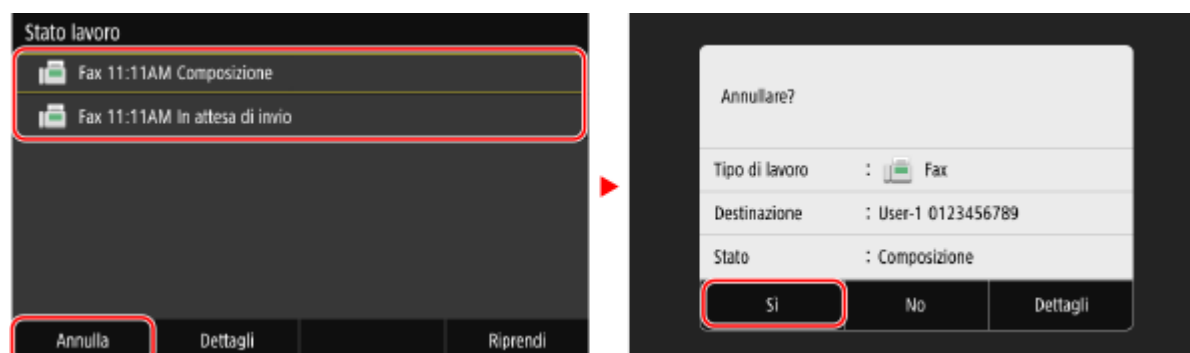 Stato lavoro
Fax 11:11AM Composizione
Fax 11:11AM In attesa di invio
Annulla Dettagli Riprendi
Annullare?
Tipo di lavoro : Fax
Destinazione : User-1 0123456789
Stato : Composizione
Sì No Dettagli